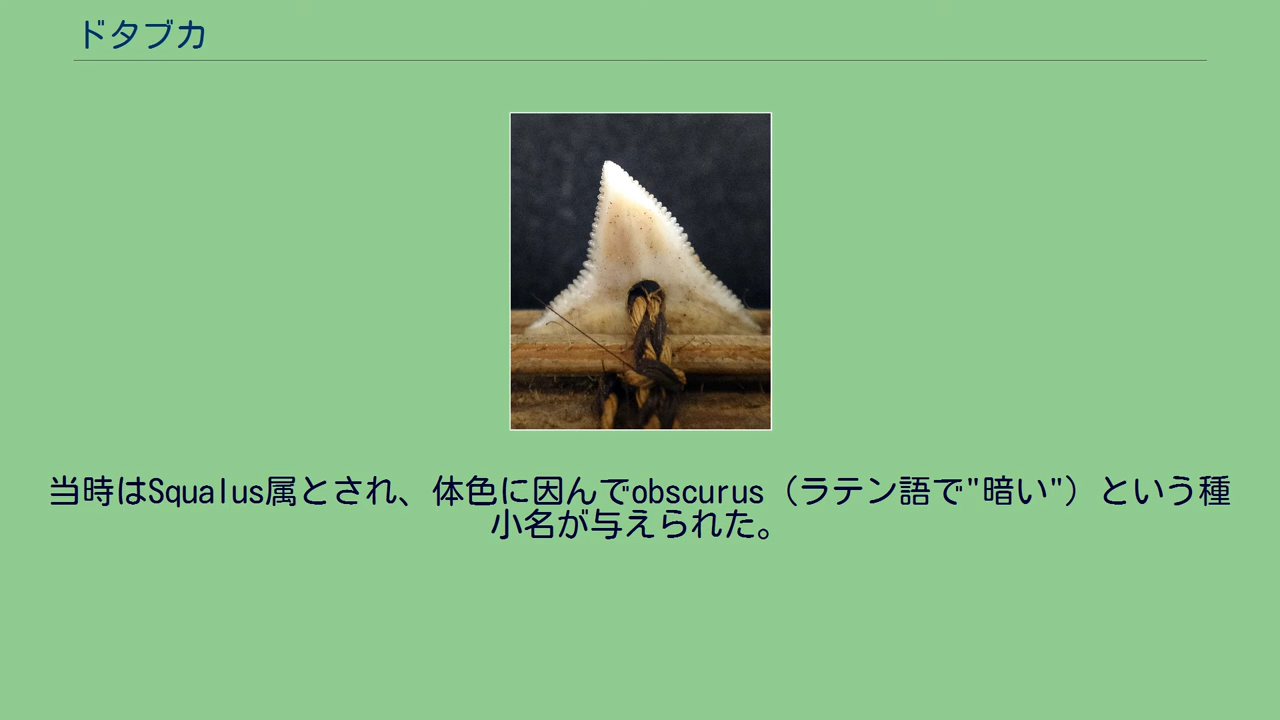 ドタブカ
当時はSqualus属とされ、体色に因んでobscurus（ラテン語で"暗い"）という種
小名が与えられた。